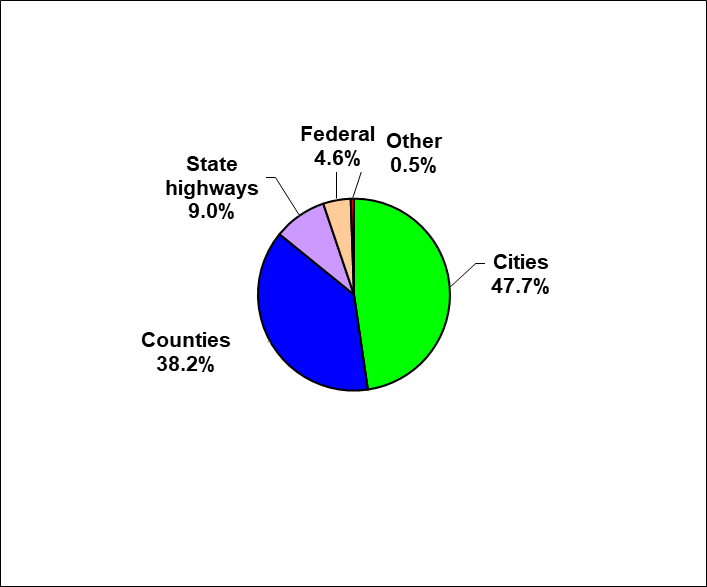 Federal
4.6%
Other
0.5%
State
highways
9.0%
Cities
47.7%
Counties
38.2%